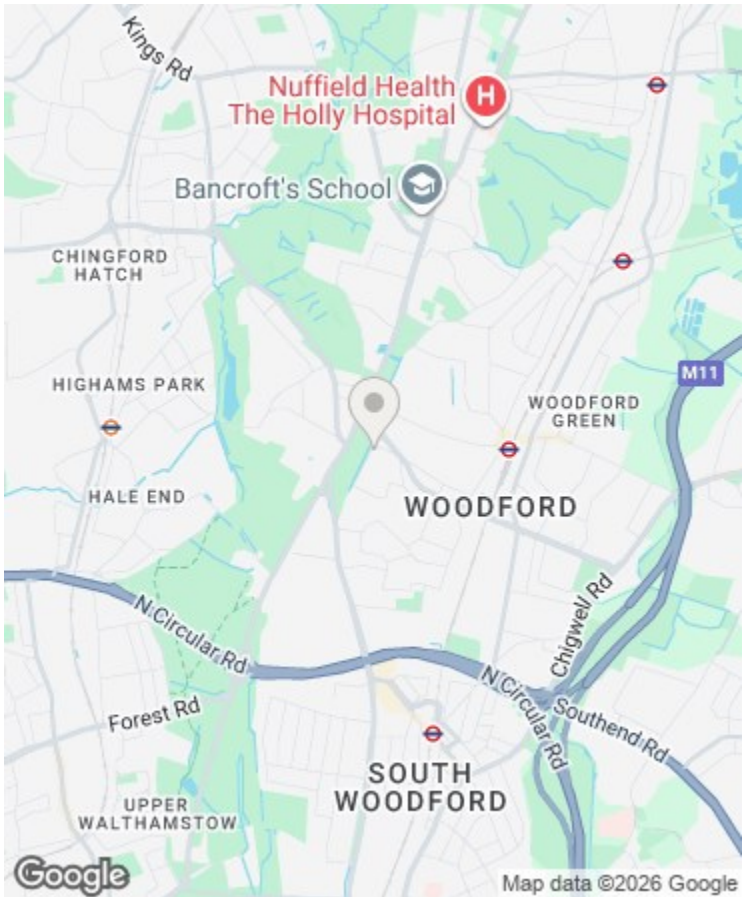 Kings Rd
Nuffield Health
The Holly Hospital
H
Bancroft's School
CHINGFORD
HATCH
M11
HIGHAMS PARK
WOODFORD
GREEN
HALE END
WOODFORD
N Circular Rd
Chigwell Rd
N Circular Rd
Southend Rd
Forest Rd
SOUTH
WOODFORD
UPPER
WALTHAMSTOW
Google
Map data ©2026 Google